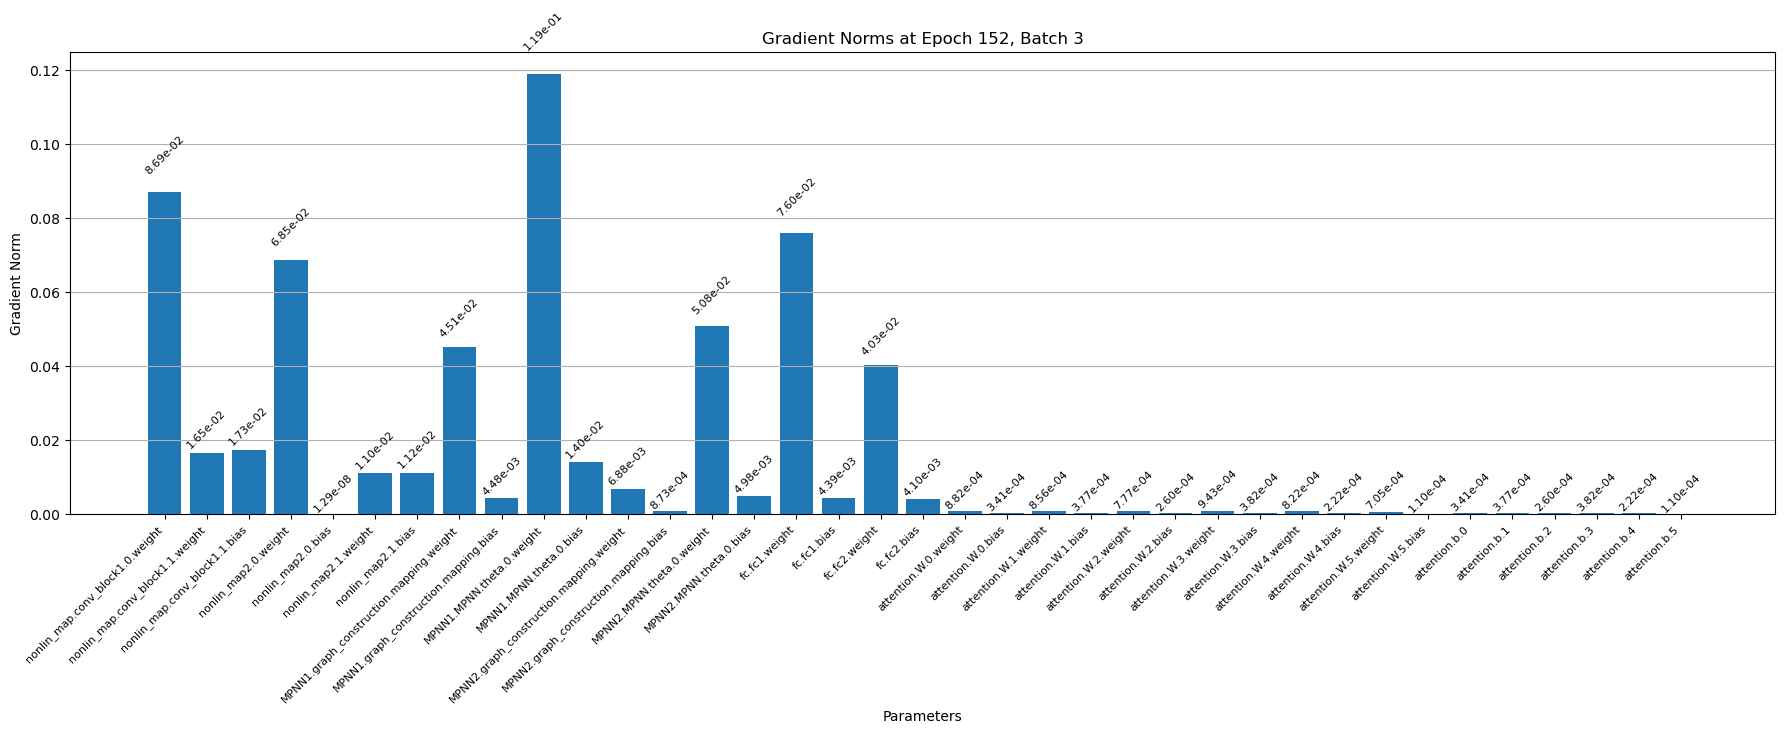 Gradient Norms at Epoch 152, Batch 3
Gradient Norm
0.12
0.10
0.08
0.06
0.04
0.02
0.00
8.69e-02
1.65e-02
1.73e-02
6.85e-02
1.29e-08
1.10e-02
1.12e-02
4.51e-02
4.48e-03
1.19e-01
1.40e-02
6.88e-03
8.73e-04
5.08e-02
4.98e-03
7.60e-02
4.39e-03
4.03e-02
4.10e-03
8.82e-04
3.41e-04
8.56e-04
3.77e-04
7.77e-04
2.60e-04
9.43e-04
3.82e-04
8.22e-04
2.22e-04
7.05e-04
1.10e-04
3.41e-04
3.77e-04
2.60e-04
3.82e-04
2.22e-04
1.10e-04
nonlin_map.conv_block1.0.weight
nonlin_map.conv_block1.1.weight
nonlin_map.conv_block1.1.bias
nonlin_map2.0.weight
nonlin_map2.0.bias
nonlin_map2.1.weight
nonlin_map2.1.bias
MPNN1.graph_construction.mapping.weight
MPNN1.graph_construction.mapping.bias
MPNN1.MPNN.theta.0.weight
MPNN1.MPNN.theta.0.bias
MPNN2.graph_construction.mapping.weight
MPNN2.graph_construction.mapping.bias
MPNN2.MPNN.theta.0.weight
MPNN2.MPNN.theta.0.bias
fc.fc1.weight
fc.fc1.bias
fc.fc2.weight
fc.fc2.bias
attention.W.0.weight
attention.W.0.bias
attention.W.1.weight
attention.W.1.bias
attention.W.2.weight
attention.W.2.bias
attention.W.3.weight
attention.W.3.bias
attention.W.4.weight
attention.W.4.bias
attention.W.5.weight
attention.W.5.bias
attention.b.0
attention.b.1
attention.b.2
attention.b.3
attention.b.4
attention.b.5
Parameters